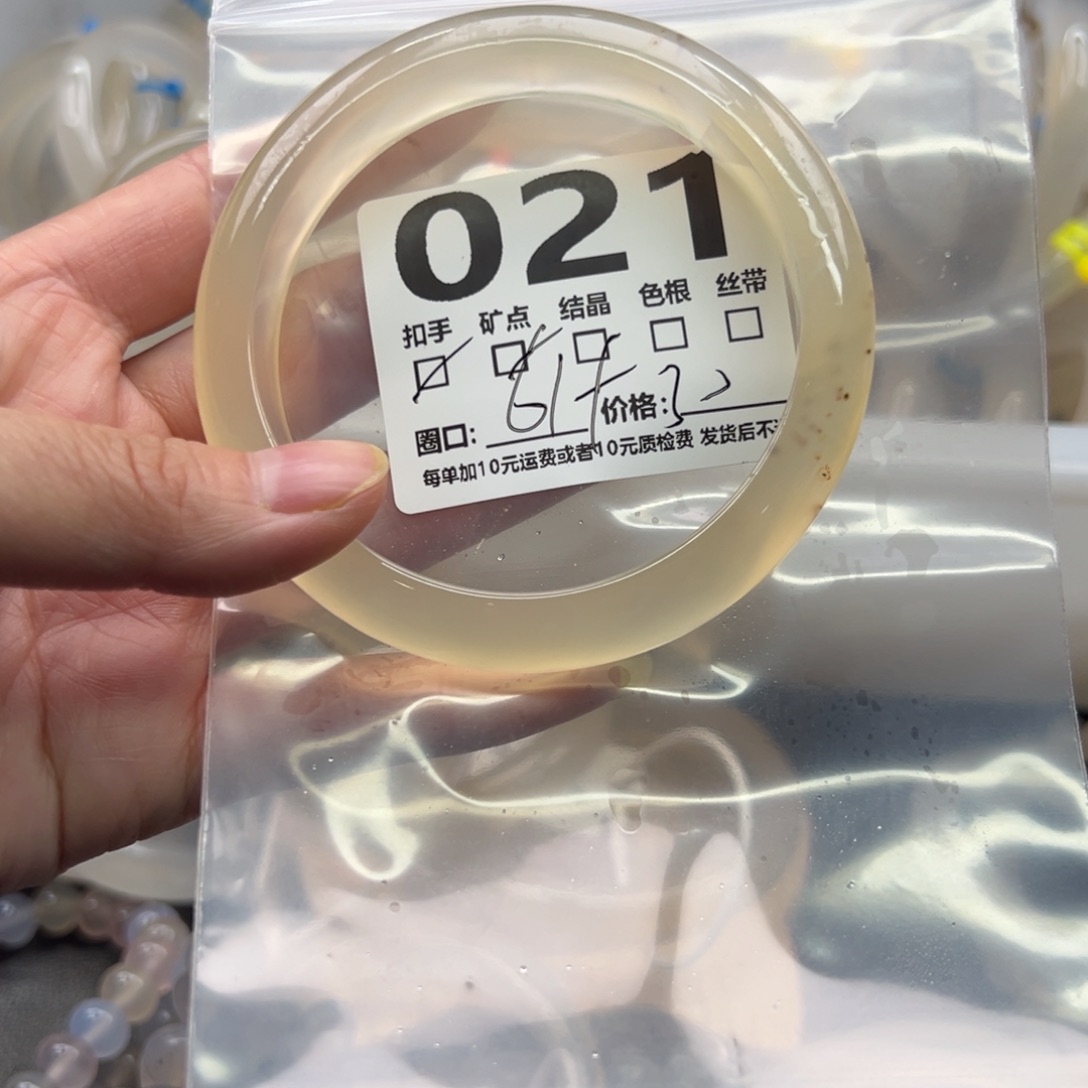 021
扣手 矿点 结晶 色根 丝带
圈口: 价格:
每单加10元运费或者10元质检费 发货后不